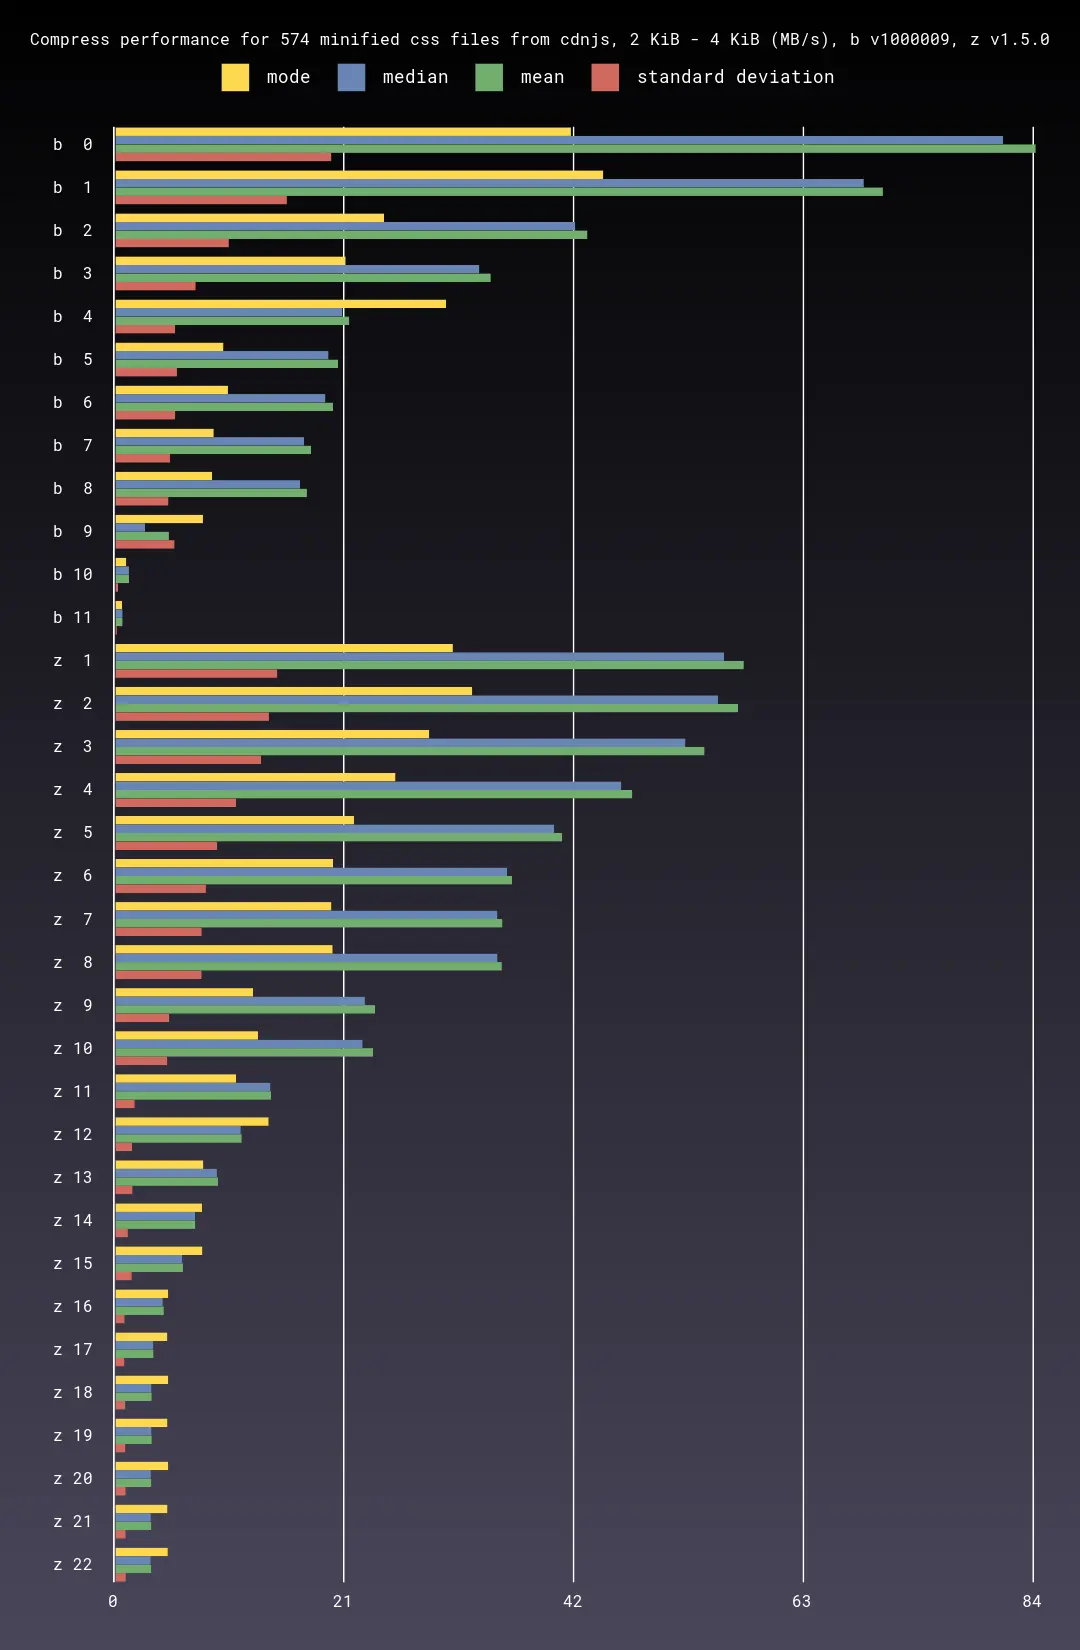 Compress performance for 574 minified css files from cdnjs, 2 KiB - 4 KiB (MB/s), b v1000009, z v1.5.0
mode median mean standard deviation
b 0
b 1
b 2
b 3
b 4
b 5
b 6
b 7
b 8
b 9
b 10
b 11
z 1
z 2
z 3
z 4
z 5
z 6
z 7
z 8
z 9
z 10
z 11
z 12
z 13
z 14
z 15
z 16
z 17
z 18
z 19
z 20
z 21
z 22
0 21 42 63 84